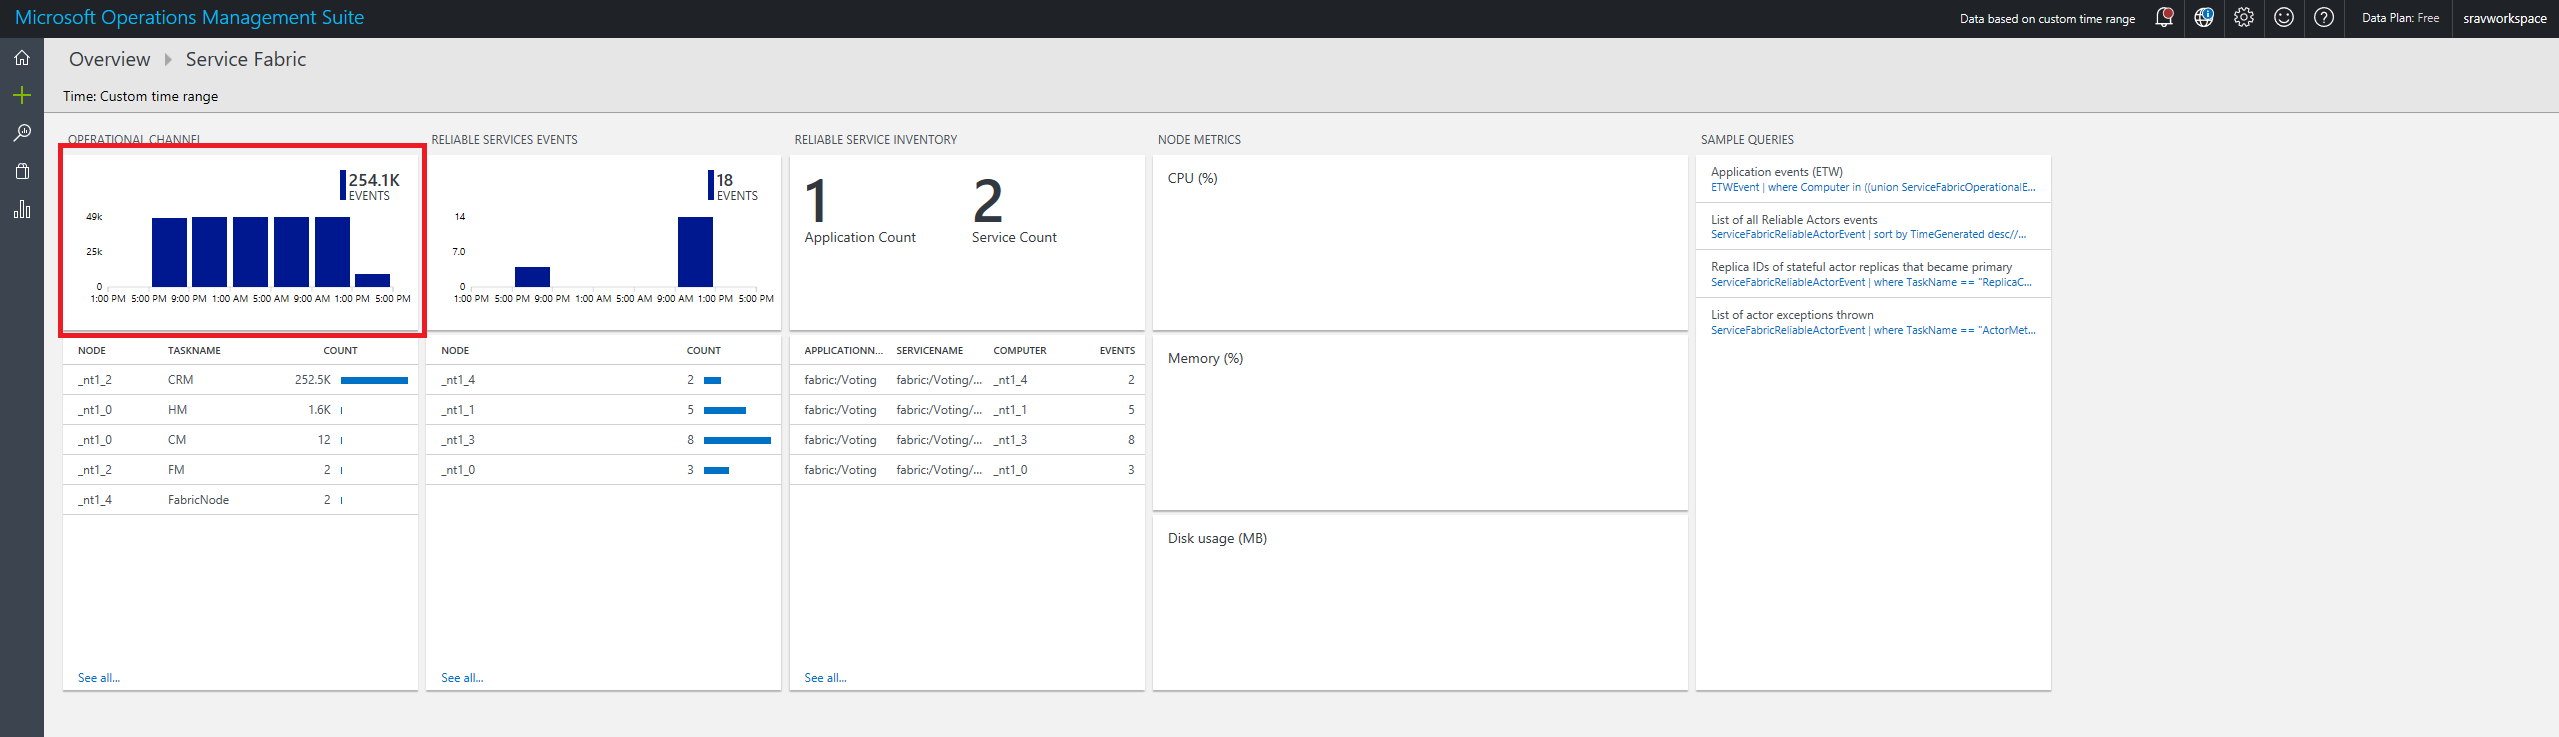 Microsoft Operations Management Suite
Data based on custom time range
Data Plan: Free
sravworkspace
Overview Service Fabric
Time: Custom time range
OPERATIONAL CHANNEL
254.1K
EVENTS
49k
25k
0
1:00 PM 5:00 PM 9:00 PM 1:00 AM 5:00 AM 9:00 AM 1:00 PM 5:00 PM
NODE TASKNAME COUNT
_nt1_2 CRM 252.5K
_nt1_0 HM 1.6K
_nt1_0 CM 12
_nt1_2 FM 2
_nt1_4 FabricNode 2
See all...
RELIABLE SERVICES EVENTS
18
EVENTS
14
7.0
0
1:00 PM 5:00 PM 9:00 PM 1:00 AM 5:00 AM 9:00 AM 1:00 PM 5:00 PM
NODE COUNT
_nt1_4 2
_nt1_1 5
_nt1_3 8
_nt1_0 3
See all...
RELIABLE SERVICE INVENTORY
1 2
Application Count Service Count
APPLICATIONN... SERVICENAME COMPUTER EVENTS
fabric:/Voting fabric:/Voting/... _nt1_4 2
fabric:/Voting fabric:/Voting/... _nt1_1 5
fabric:/Voting fabric:/Voting/... _nt1_3 8
fabric:/Voting fabric:/Voting/... _nt1_0 3
See all...
NODE METRICS
CPU (%)
Memory (%)
Disk usage (MB)
SAMPLE QUERIES
Application events (ETW)
ETWEvent | where Computer in ((union ServiceFabricOperationalE...
List of all Reliable Actors events
ServiceFabricReliableActorEvent | sort by TimeGenerated desc//...
Replica IDs of stateful actor replicas that became primary
ServiceFabricReliableActorEvent | where TaskName == "ReplicaC...
List of actor exceptions thrown
ServiceFabricReliableActorEvent | where TaskName == "ActorMet...